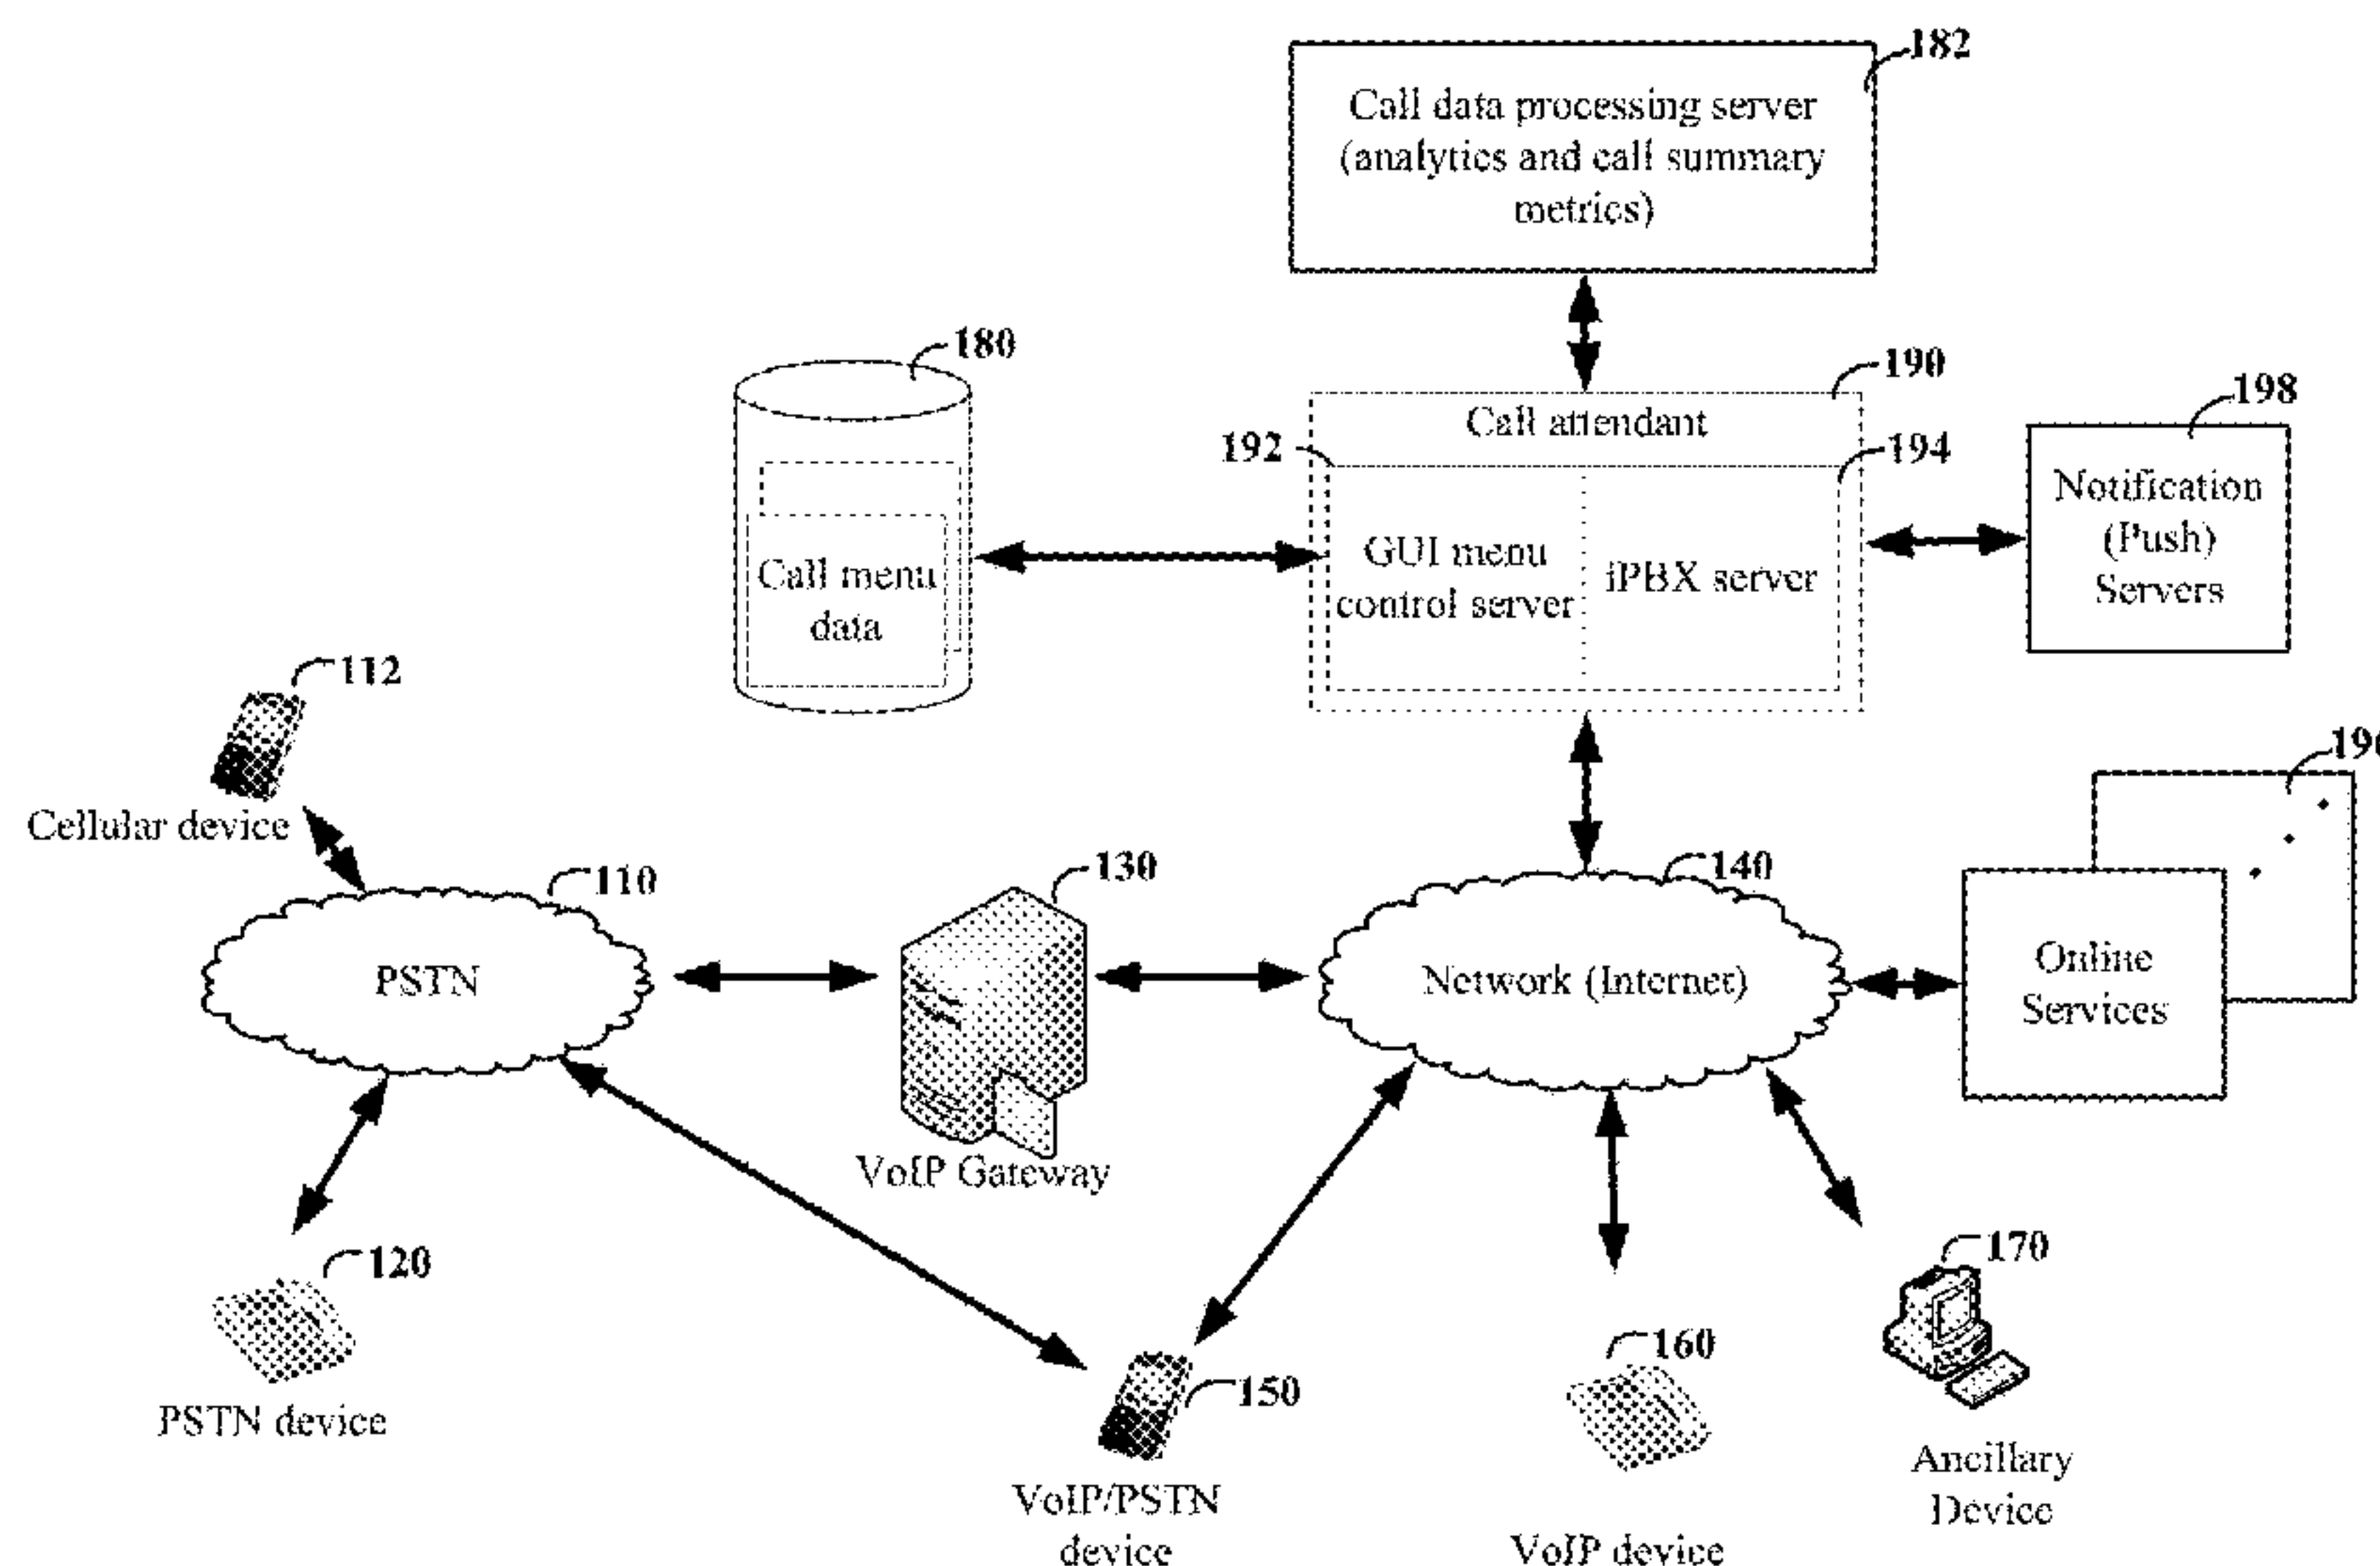 182
Call data processing server
(analytics and call summary
metrics)
180
190
Call attendant
198
192
194
Notification
(Push)
Servers
GUI menu
control server
iPBX server
Call menu
data
112
Cellular device
110
PSTN
130
VoIP Gateway
140
Network (Internet)
Online
Services
120
PSTN device
150
VoIP/PSTN
device
160
VoIP device
170
Ancillary
Device